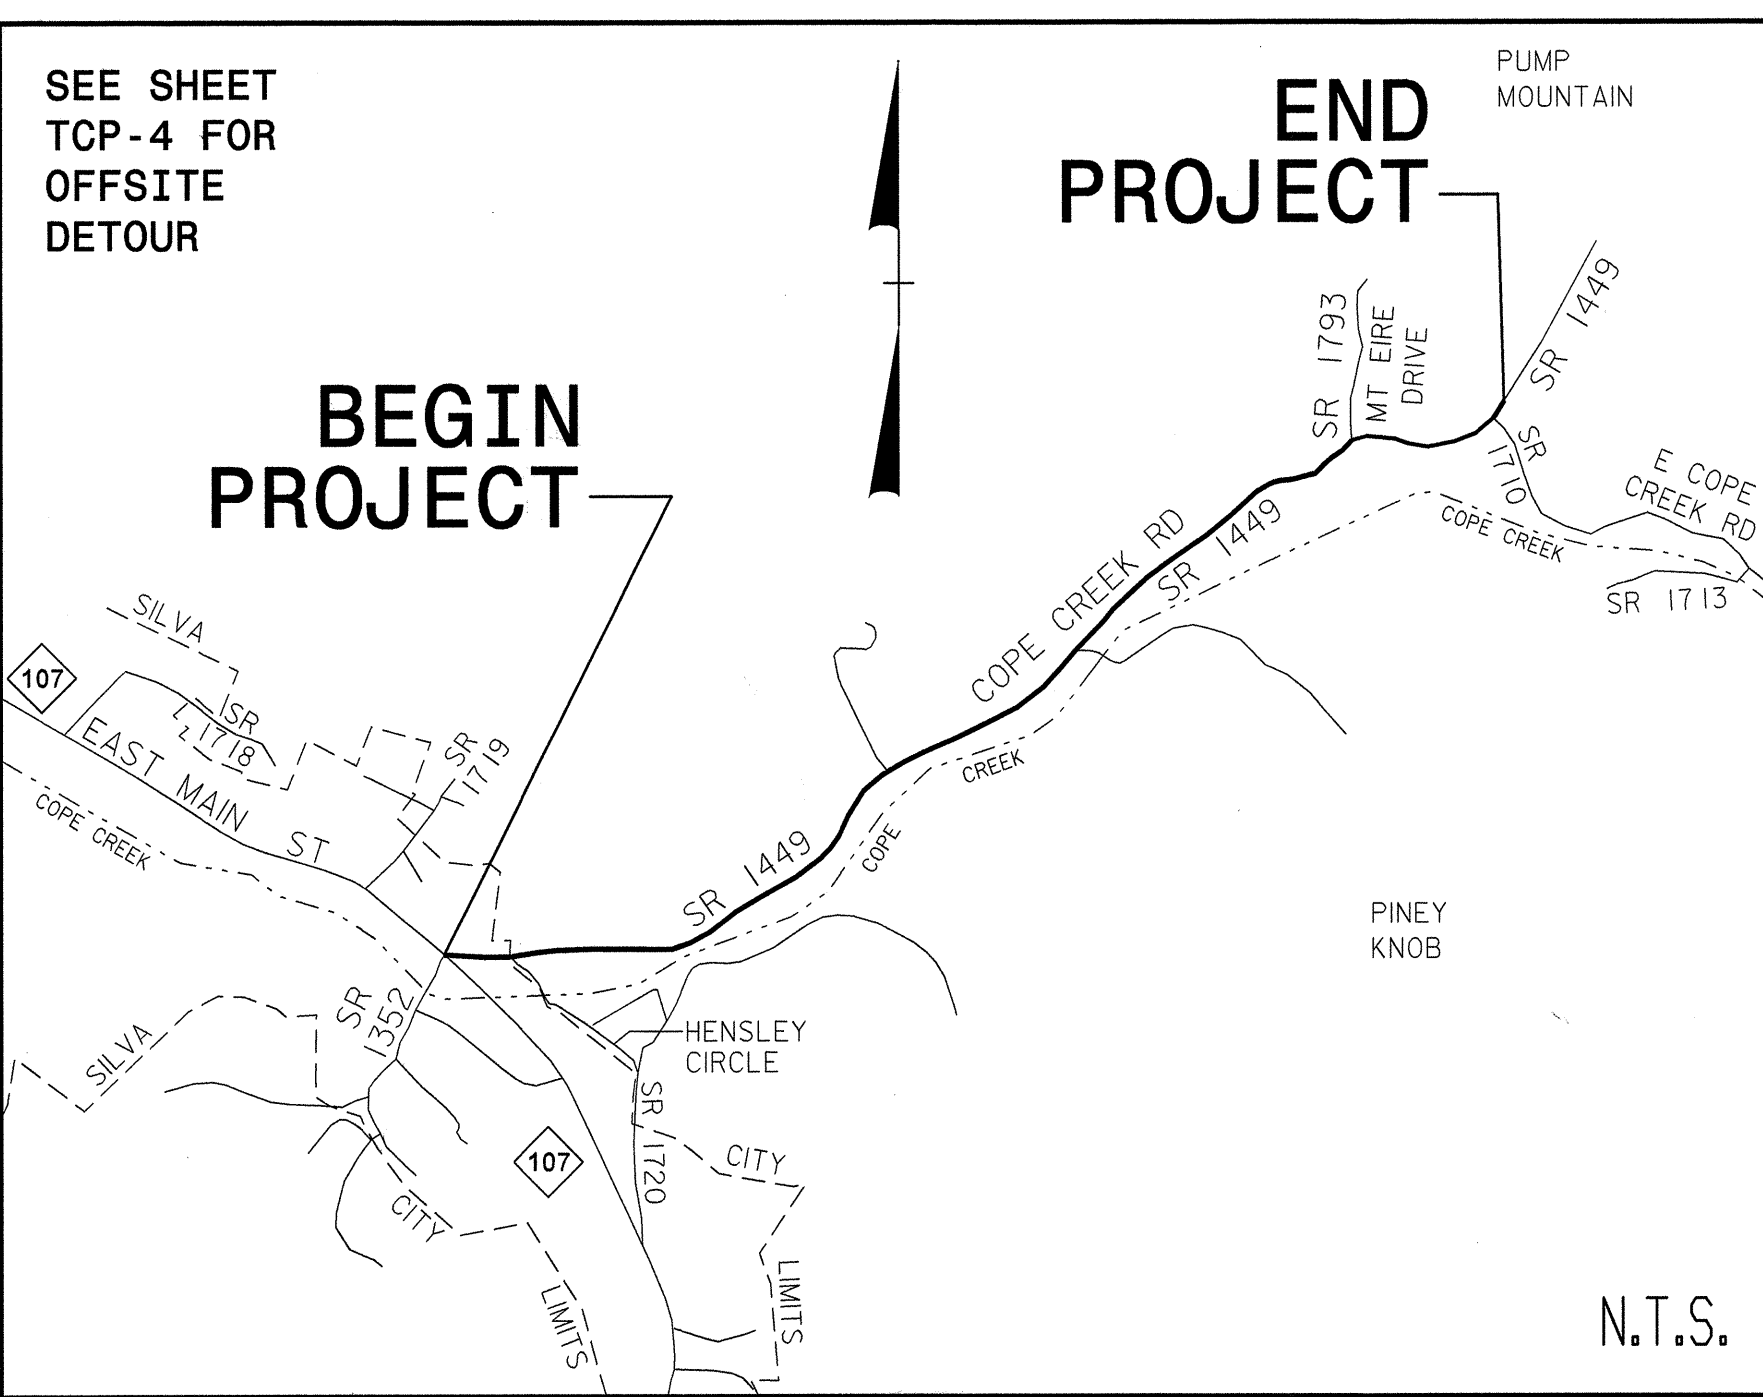 SEE SHEET
TCP-4 FOR
OFFSITE
DETOUR
PUMP
MOUNTAIN
END
PROJECT
BEGIN
PROJECT
SR 1793
MT EIRE
DRIVE
SR 1449
SR
1710
E COPE
CREEK RD
COPE CREEK
SR 1713
COPE CREEK RD
SR 1449
SILVA
107
SR
1718
EAST MAIN ST
SR
1719
COPE CREEK
CREEK
COPE
SR 1449
PINEY
KNOB
SR
1352
SILVA
HENSLEY
CIRCLE
SR 1720
107
CITY
LIMITS
CITY
LIMITS
N.T.S.